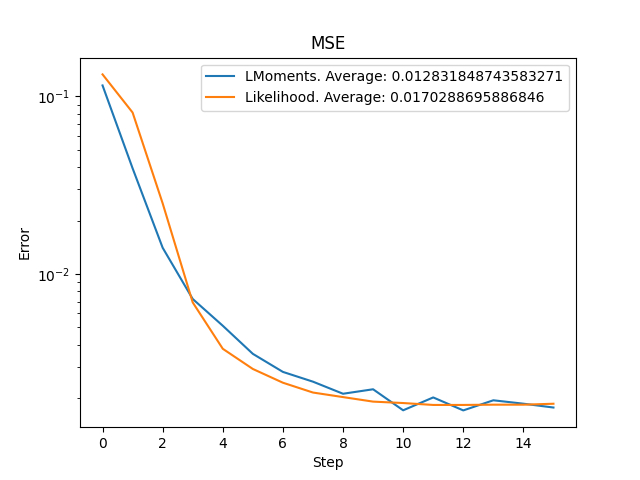 MSE
LMoments. Average: 0.012831848743583271
Likelihood. Average: 0.0170288695886846
10⁻¹
10⁻²
Error
0 2 4 6 8 10 12 14
Step